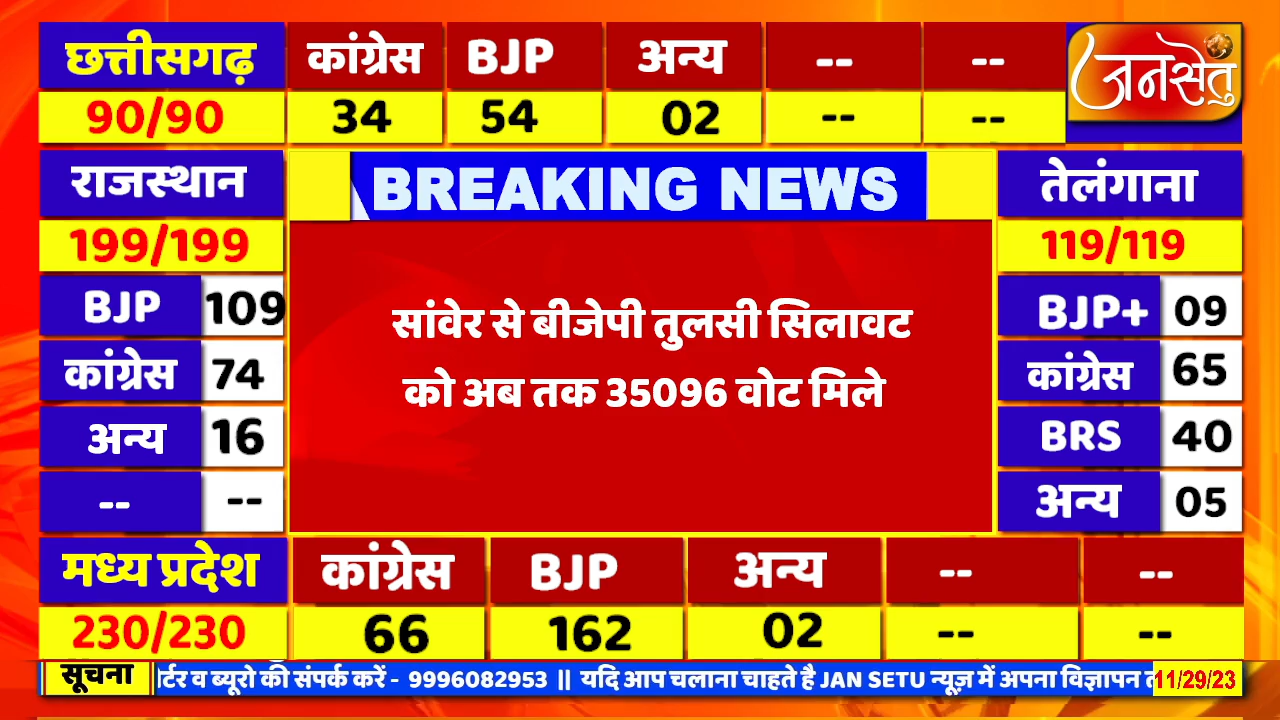 छत्तीसगढ़ कांग्रेस BJP अन्य -- -- जनसेतु
90/90 34 54 02 -- --
राजस्थान BREAKING NEWS तेलंगाना
199/199 119/119
BJP 109 सांवेर से बीजेपी तुलसी सिलावट BJP+ 09
कांग्रेस 74 को अब तक 35096 वोट मिले कांग्रेस 65
अन्य 16 BRS 40
-- -- अन्य 05
मध्य प्रदेश कांग्रेस BJP अन्य -- --
230/230 66 162 02 -- --
सूचना र्टर व ब्यूरो की संपर्क करें - 9996082953 || यदि आप चलाना चाहते है JAN SETU न्यूज़ में अपना विज्ञापन 11/29/23